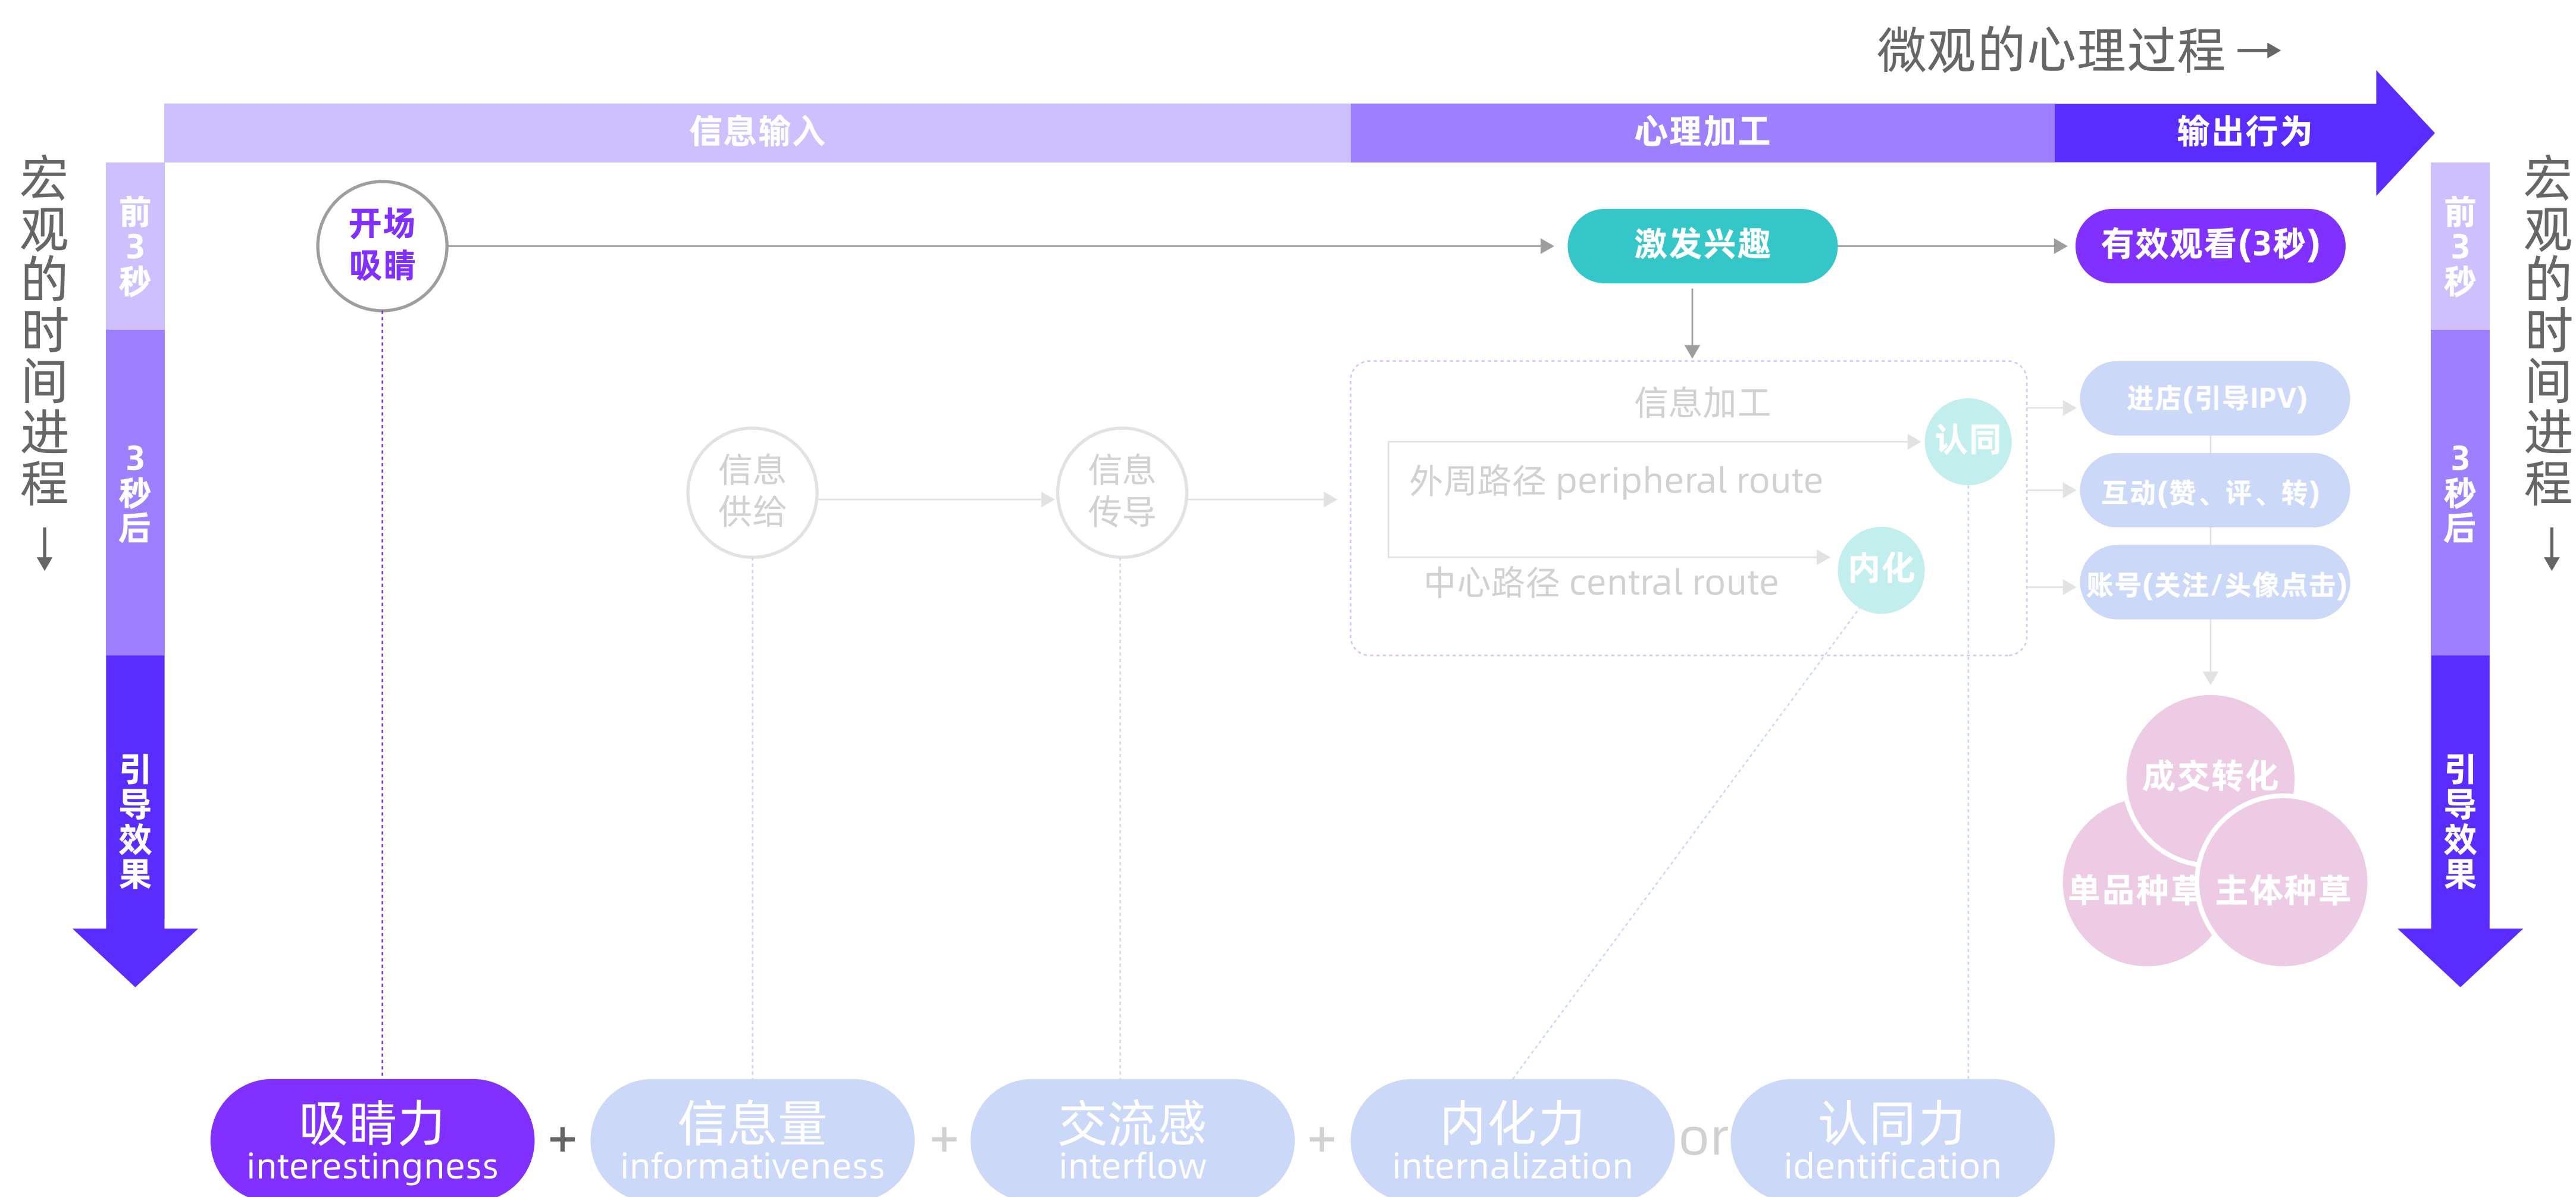 微观的心理过程
信息输入
心理加工
输出行为
宏观的时间进程
前3秒
3秒后
引导效果
开场
吸睛
激发兴趣
有效观看(3秒)
信息
供给
信息
传导
信息加工
外周路径 peripheral route
认同
中心路径 central route
内化
进店(引导IPV)
互动(赞、评、转)
账号(关注/头像点击)
成交转化
单品种草
主体种草
前3秒
3秒后
引导效果
宏观的时间进程
吸睛力
interestingness
+
信息量
informativeness
+
交流感
interflow
+
内化力
internalization
or
认同力
identification